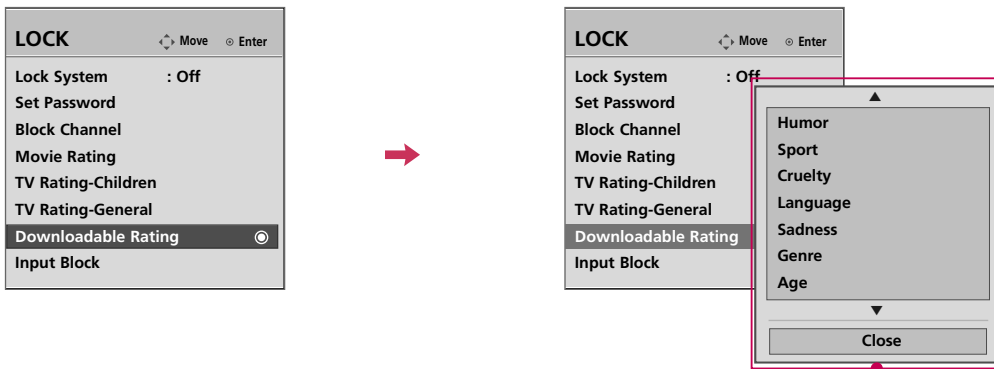 LOCK Move Enter
Lock System : Off
Set Password
Block Channel
Movie Rating
TV Rating-Children
TV Rating-General
Downloadable Rating
Input Block
LOCK Move Enter
Lock System : Off
Set Password
Block Channel
Movie Rating
TV Rating-Children
TV Rating-General
Downloadable Rating
Input Block
Humor
Sport
Cruelty
Language
Sadness
Genre
Age
Close